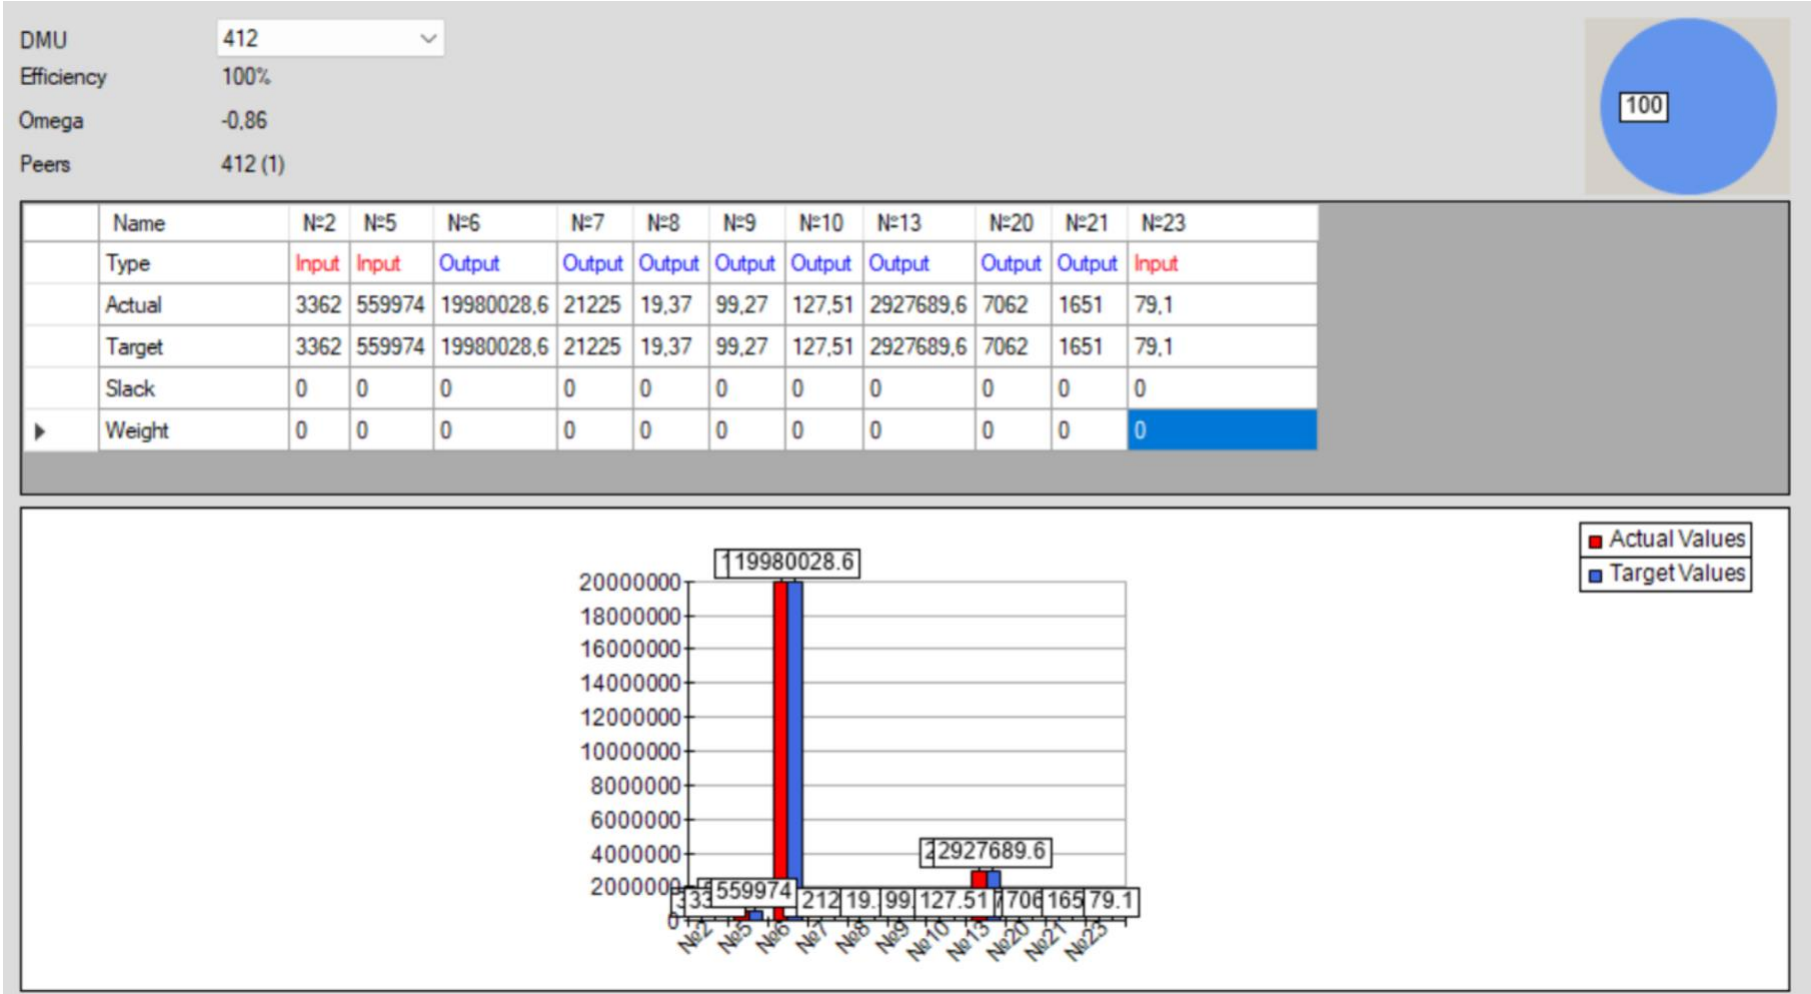 DMU 412
Efficiency 100%
Omega -0,86
Peers 412 (1)
100
Name №2 №5 №6 №7 №8 №9 №10 №13 №20 №21 №23
Type Input Input Output Output Output Output Output Output Output Output Input
Actual 3362 559974 19980028,6 21225 19,37 99,27 127,51 2927689,6 7062 1651 79,1
Target 3362 559974 19980028,6 21225 19,37 99,27 127,51 2927689,6 7062 1651 79,1
Slack 0 0 0 0 0 0 0 0 0 0 0
Weight 0 0 0 0 0 0 0 0 0 0 0
Actual Values
Target Values
19980028.6
20000000
18000000
16000000
14000000
12000000
10000000
8000000
6000000
4000000
2927689.6
2000000
559974 212 19. 99 127.51 706 165 79.1
0
№2 №5 №6 №7 №8 №9 №10 №13 №20 №21 №23